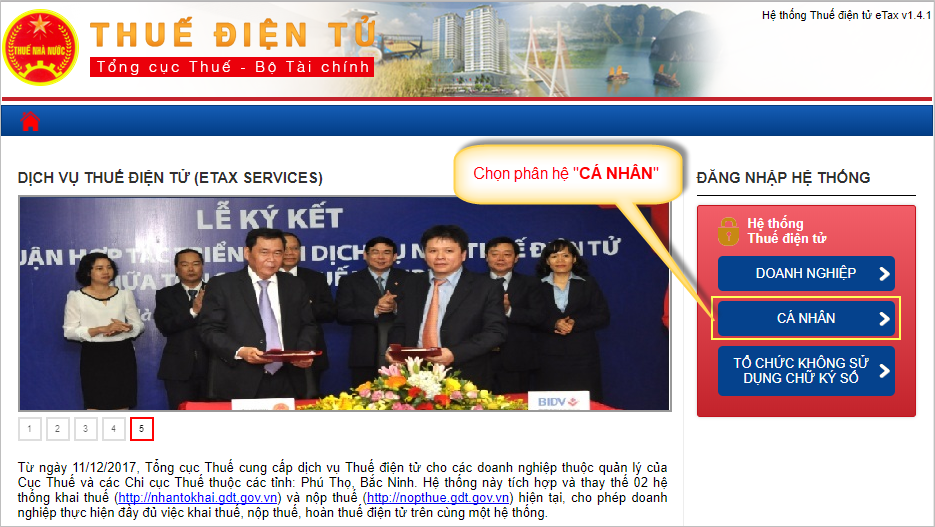 Hệ thống Thuế điện tử eTax v1.4.1
THUẾ NHÀ NƯỚC
THUẾ ĐIỆN TỬ
Tổng cục Thuế - Bộ Tài chính
Chọn phân hệ "CÁ NHÂN"
DỊCH VỤ THUẾ ĐIỆN TỬ (ETAX SERVICES)
ĐĂNG NHẬP HỆ THỐNG
LỄ KÝ KẾT
DỊCH VỤ THUẾ ĐIỆN TỬ
BIDV
Hệ thống
Thuế điện tử
DOANH NGHIỆP
CÁ NHÂN
TỔ CHỨC KHÔNG SỬ
DỤNG CHỮ KÝ SỐ
1 2 3 4 5
Từ ngày 11/12/2017, Tổng cục Thuế cung cấp dịch vụ Thuế điện tử cho các doanh nghiệp thuộc quản lý của
Cục Thuế và các Chi cục Thuế thuộc các tỉnh: Phú Thọ, Bắc Ninh. Hệ thống này tích hợp và thay thế 02 hệ
thống khai thuế (http://nhantokhai.gdt.gov.vn) và nộp thuế (http://nopthue.gdt.gov.vn) hiện tại, cho phép doanh
nghiệp thực hiện đầy đủ việc khai thuế, nộp thuế, hoàn thuế điện tử trên cùng một hệ thống.